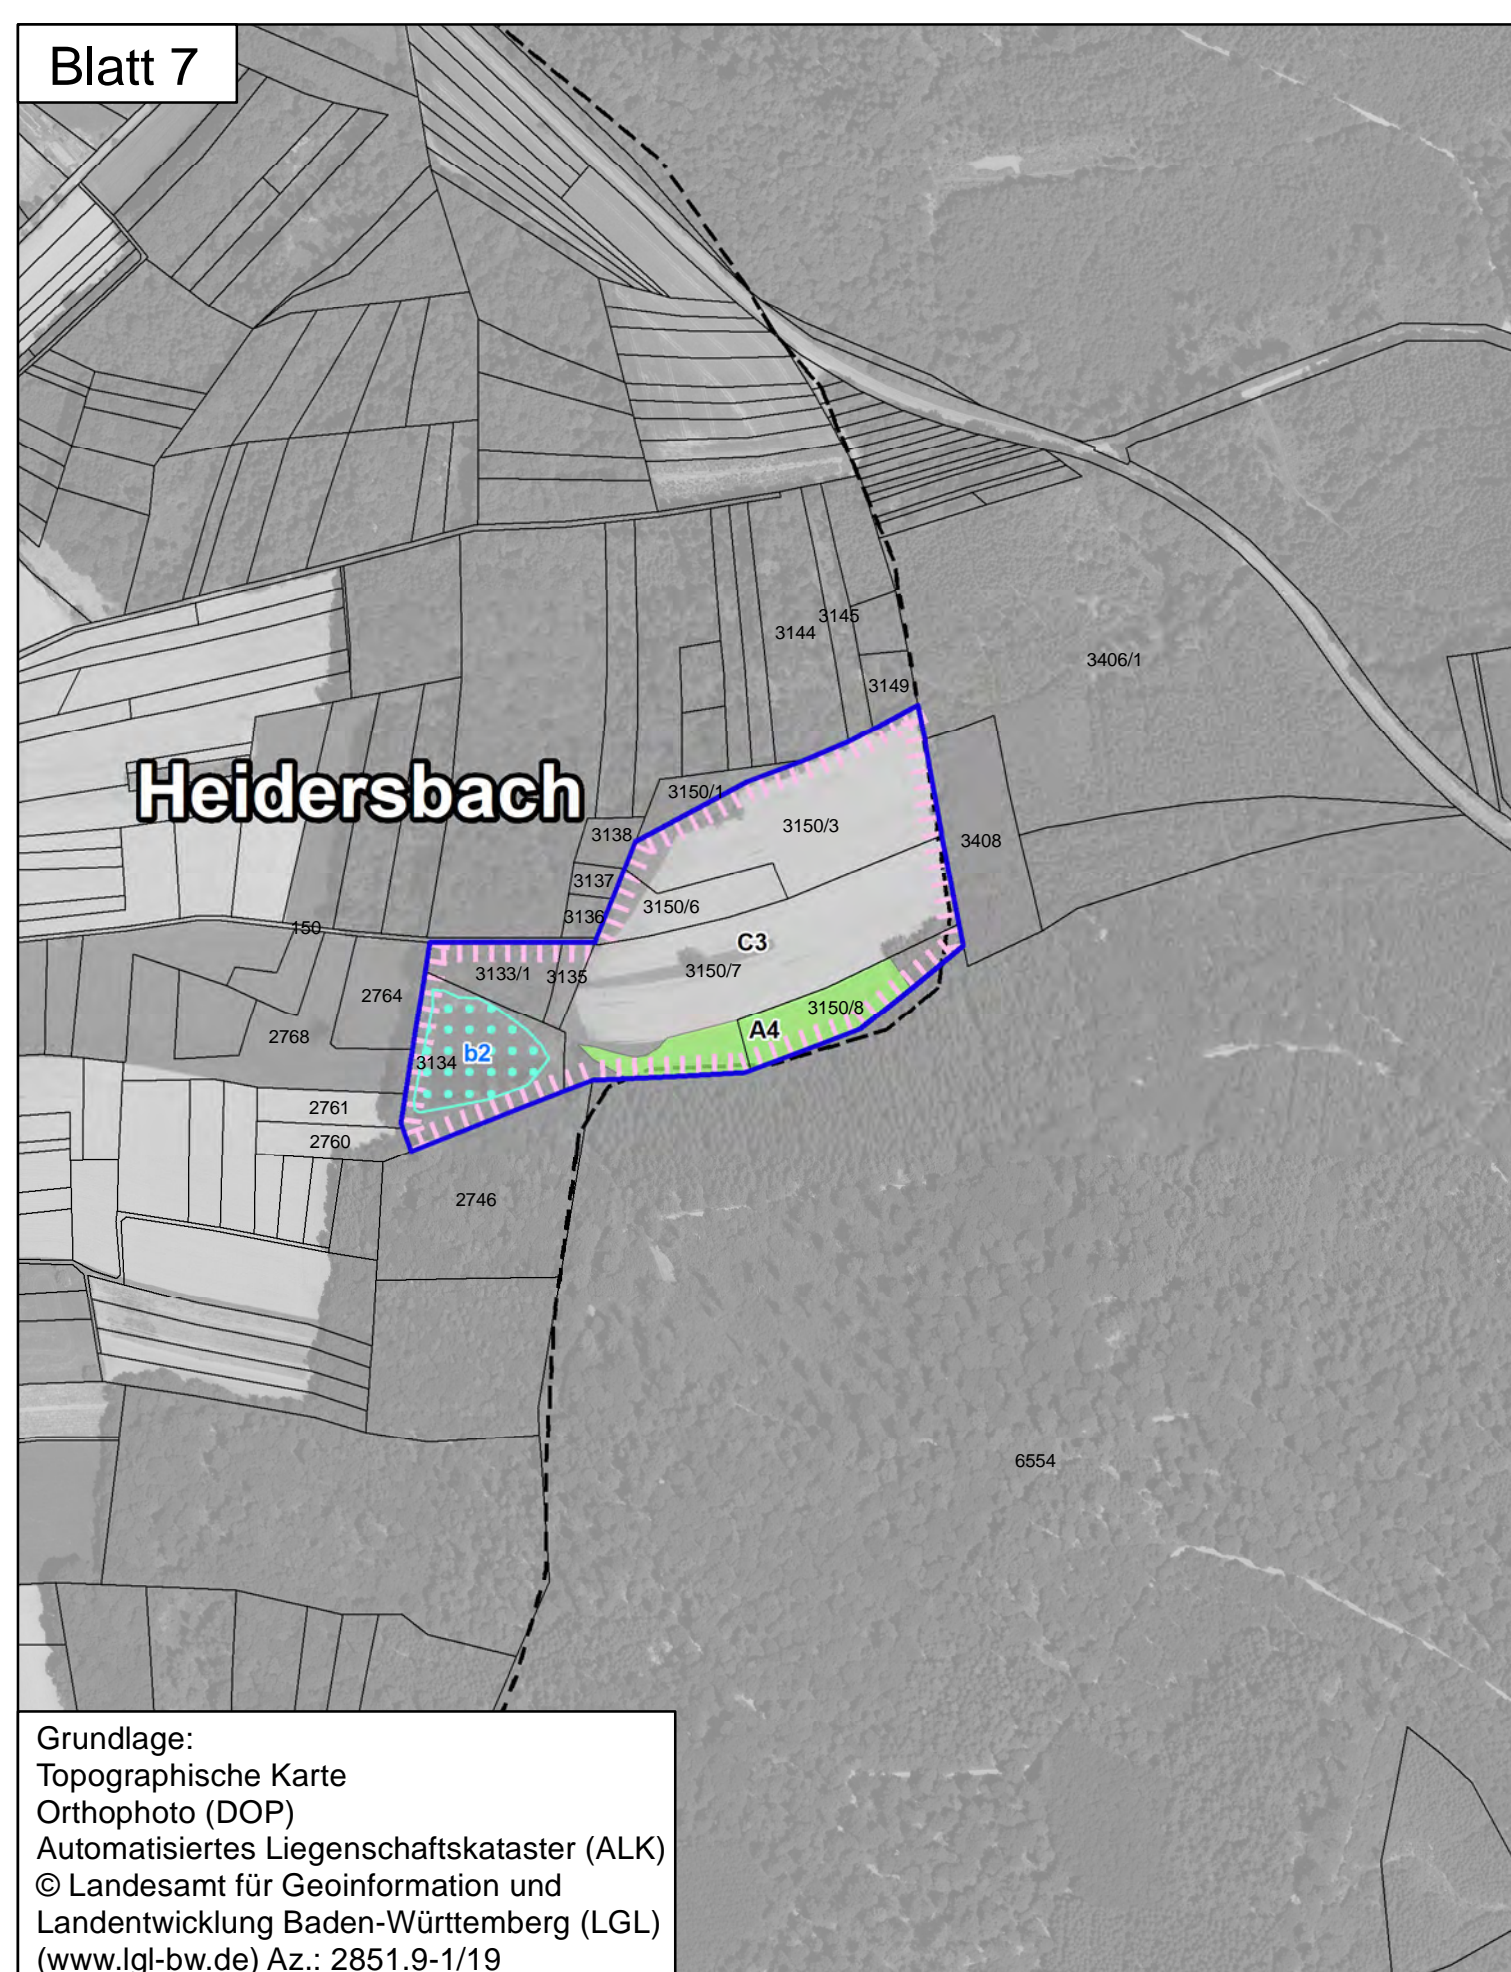 Blatt 7
3145
3144
3406/1
3149
Heidersbach
3150/1
3150/3
3138
3408
3137
3150/6
3136
150
C3
3150/7
3133/1
3135
2764
3150/8
A4
2768
b2
3134
2761
2760
2746
6554
Grundlage:
Topographische Karte
Orthophoto (DOP)
Automatisiertes Liegenschaftskataster (ALK)
© Landesamt für Geoinformation und
Landentwicklung Baden-Württemberg (LGL)
(www.lgl-bw.de) Az.: 2851.9-1/19